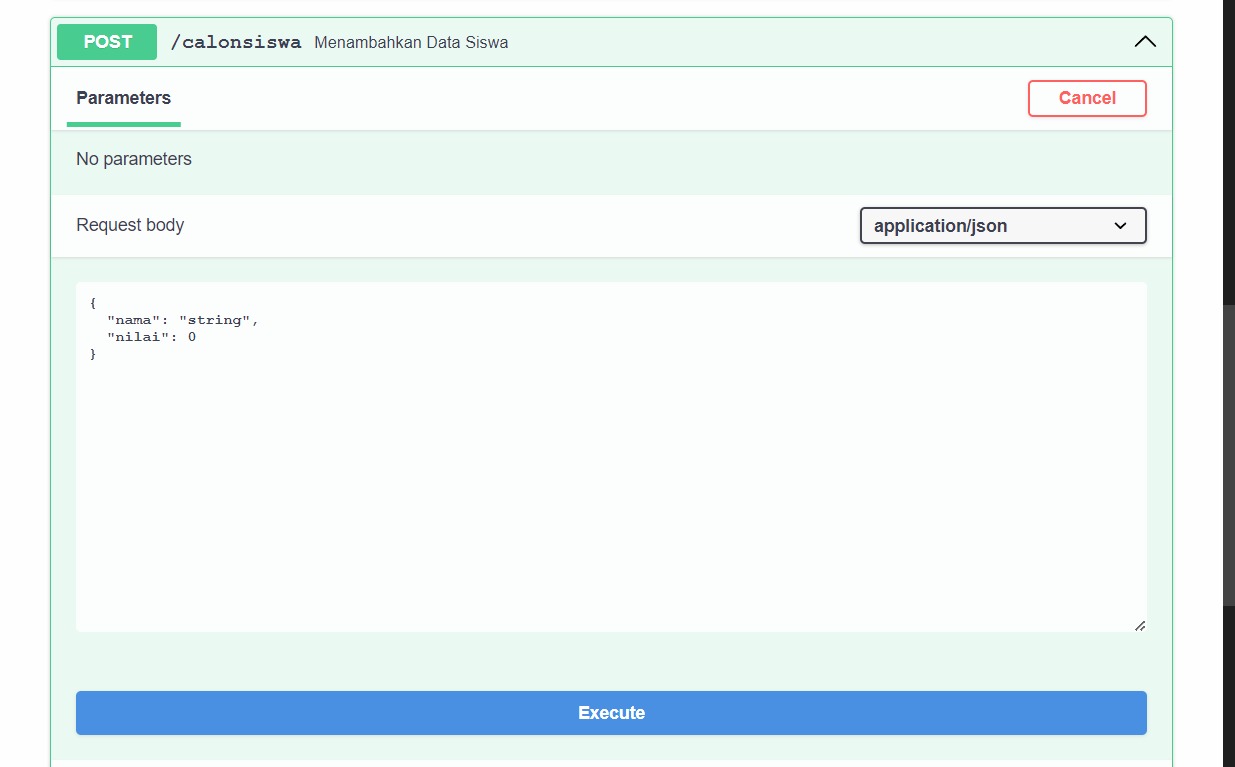 POST /calonsiswa Menambahkan Data Siswa
Parameters Cancel
No parameters
Request body application/json
{
  "nama": "string",
  "nilai": 0
}
Execute